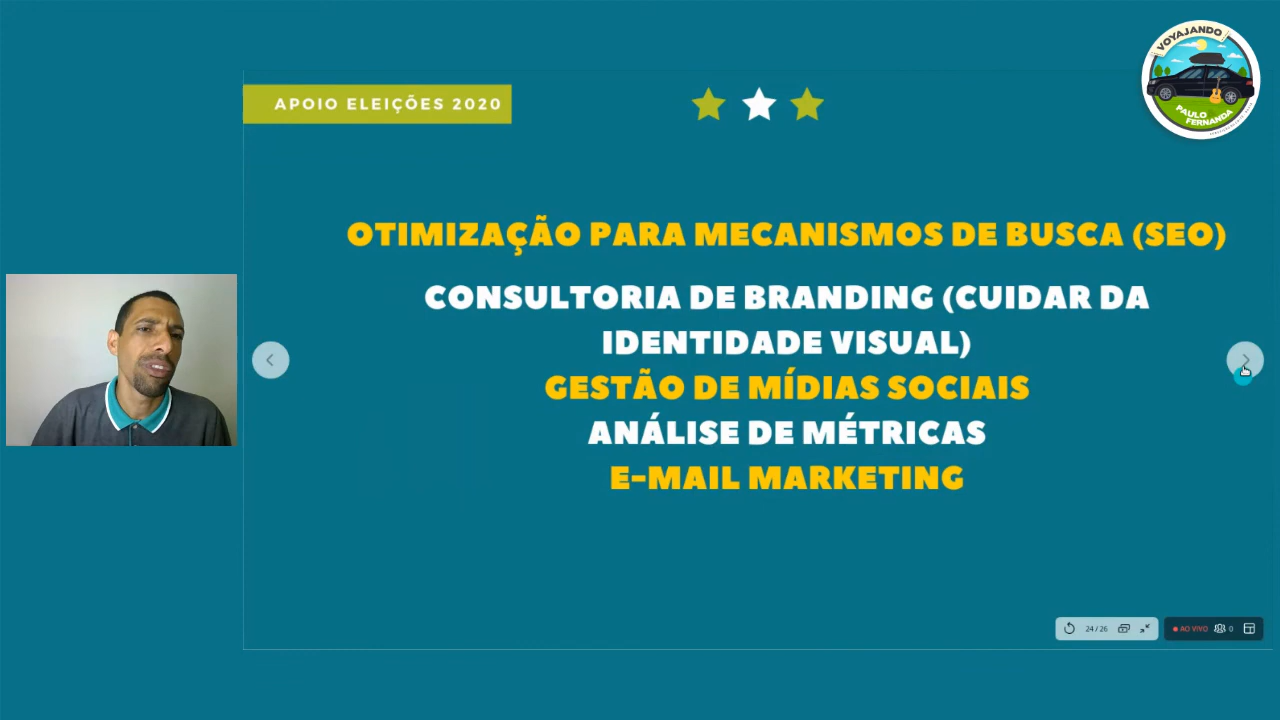 VOYAJANDO
PAULO
FERNANDA
APOIO ELEIÇÕES 2020
OTIMIZAÇÃO PARA MECANISMOS DE BUSCA (SEO)
CONSULTORIA DE BRANDING (CUIDAR DA
IDENTIDADE VISUAL)
GESTÃO DE MÍDIAS SOCIAIS
ANÁLISE DE MÉTRICAS
E-MAIL MARKETING
24 / 26
AO VIVO
0